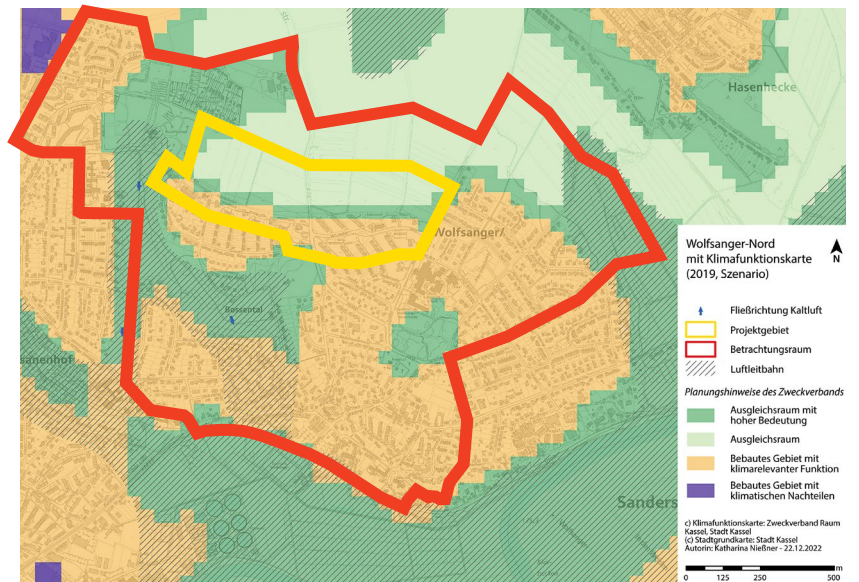 Hasenhecke
Wolfsanger/
Bossental
sanenhof
Sanders
Wolfsanger-Nord
mit Klimafunktionskarte
(2019, Szenario)
N
Fließrichtung Kaltluft
Projektgebiet
Betrachtungsraum
Luftleitbahn
Planungshinweise des Zweckverbands
Ausgleichsraum mit
hoher Bedeutung
Ausgleichsraum
Bebautes Gebiet mit
klimarelevanter Funktion
Bebautes Gebiet mit
klimatischen Nachteilen
c) Klimafunktionskarte: Zweckverband Raum
Kassel, Stadt Kassel
(c) Stadtgrundkarte: Stadt Kassel
Autorin: Katharina Nießner - 22.12.2022
m
0 125 250 500